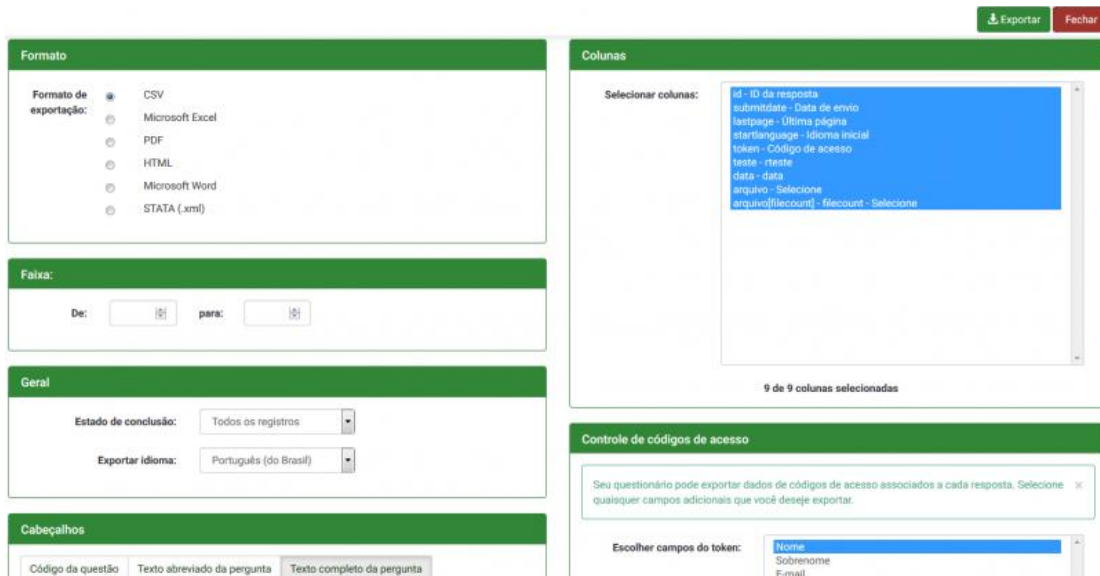 Exportar
Fechar
Formato
Formato de
exportação:
CSV
Microsoft Excel
PDF
HTML
Microsoft Word
STATA (.xml)
Faixa:
De:
para:
Geral
Estado de conclusão:
Todos os registros
Exportar idioma:
Português (do Brasil)
Cabeçalhos
Código da questão
Texto abreviado da pergunta
Texto completo da pergunta
Colunas
Selecionar colunas:
id - ID da resposta
submitdate - Data de envio
lastpage - Última página
startlanguage - Idioma inicial
token - Código de acesso
teste - rteste
data - data
arquivo - Selecione
arquivo[filecount] - filecount - Selecione
9 de 9 colunas selecionadas
Controle de códigos de acesso
Seu questionário pode exportar dados de códigos de acesso associados a cada resposta. Selecione
quaisquer campos adicionais que você deseje exportar.
×
Escolher campos do token:
Nome
Sobrenome
E-mail